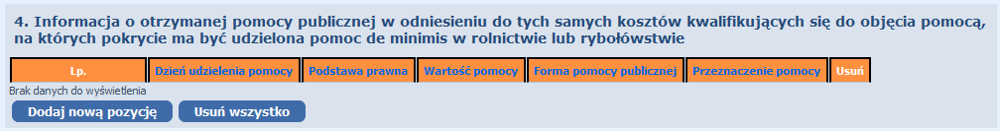 4. Informacja o otrzymanej pomocy publicznej w odniesieniu do tych samych kosztów kwalifikujących się do objęcia pomocą,
na których pokrycie ma być udzielona pomoc de minimis w rolnictwie lub rybołówstwie
Lp. Dzień udzielenia pomocy Podstawa prawna Wartość pomocy Forma pomocy publicznej Przeznaczenie pomocy Usuń
Brak danych do wyświetlenia
Dodaj nową pozycję Usuń wszystko